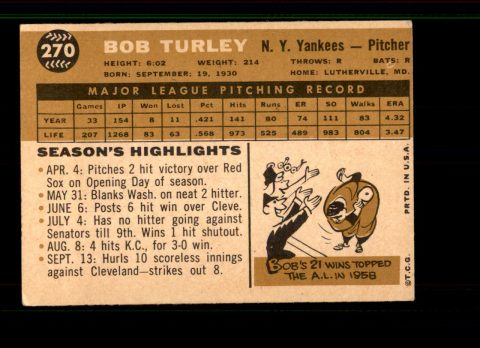 270
BOB TURLEY N. Y. Yankees — Pitcher
HEIGHT: 6:02 WEIGHT: 214 THROWS: R BATS: R
BORN: SEPTEMBER, 19, 1930 HOME: LUTHERVILLE, MD.
MAJOR LEAGUE PITCHING RECORD
Games IP Won Lost Pct. Hits Runs ER SO Walks ERA
YEAR 33 154 8 11 .421 141 80 74 111 83 4.32
LIFE 207 1268 83 63 .568 973 525 489 983 804 3.47
SEASON'S HIGHLIGHTS
• APR. 4: Pitches 2 hit victory over Red
Sox on Opening Day of season.
• MAY 31: Blanks Wash. on neat 2 hitter.
• JUNE 6: Posts 6 hit win over Cleve.
• JULY 4: Has no hitter going against
Senators till 9th. Wins 1 hit shutout.
• AUG. 8: 4 hits K.C., for 3-0 win.
• SEPT. 13: Hurls 10 scoreless innings
against Cleveland—strikes out 8.
BOB'S 21 WINS TOPPED
THE A.L. IN 1958
©T.C.G. PRTD. IN U.S.A.